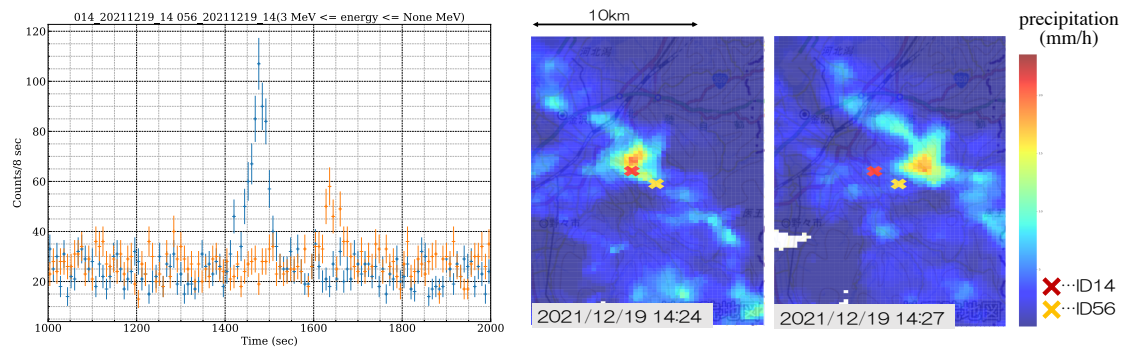 014_20211219_14 056_20211219_14(3 MeV <= energy <= None MeV)
Counts/8 sec
120
100
80
60
40
20
1000
1200
1400
1600
1800
2000
Time (sec)
10km
2021/12/19 14:24
2021/12/19 14:27
precipitation
(mm/h)
···ID14
···ID56